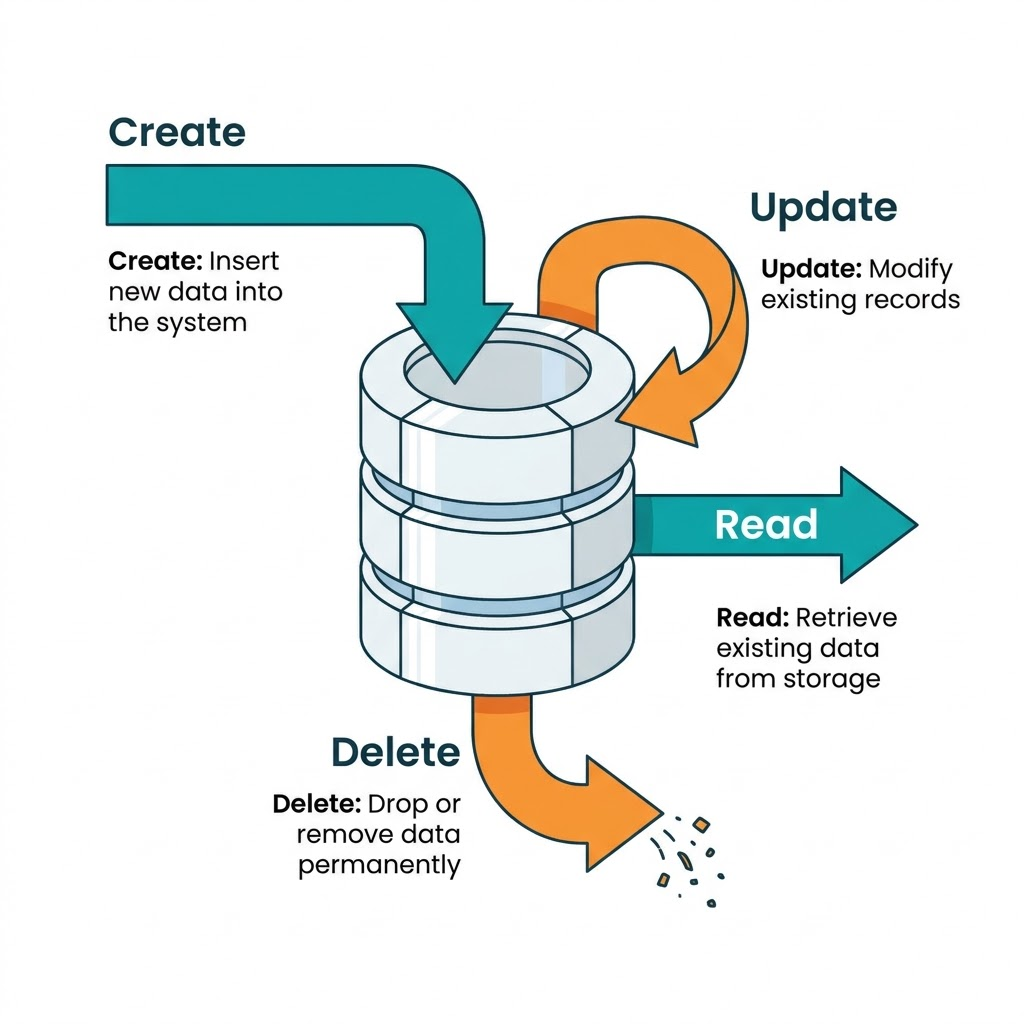 Create
Create: Insert
new data into
the system
Update
Update: Modify
existing records
Read
Read: Retrieve
existing data
from storage
Delete
Delete: Drop or
remove data
permanently